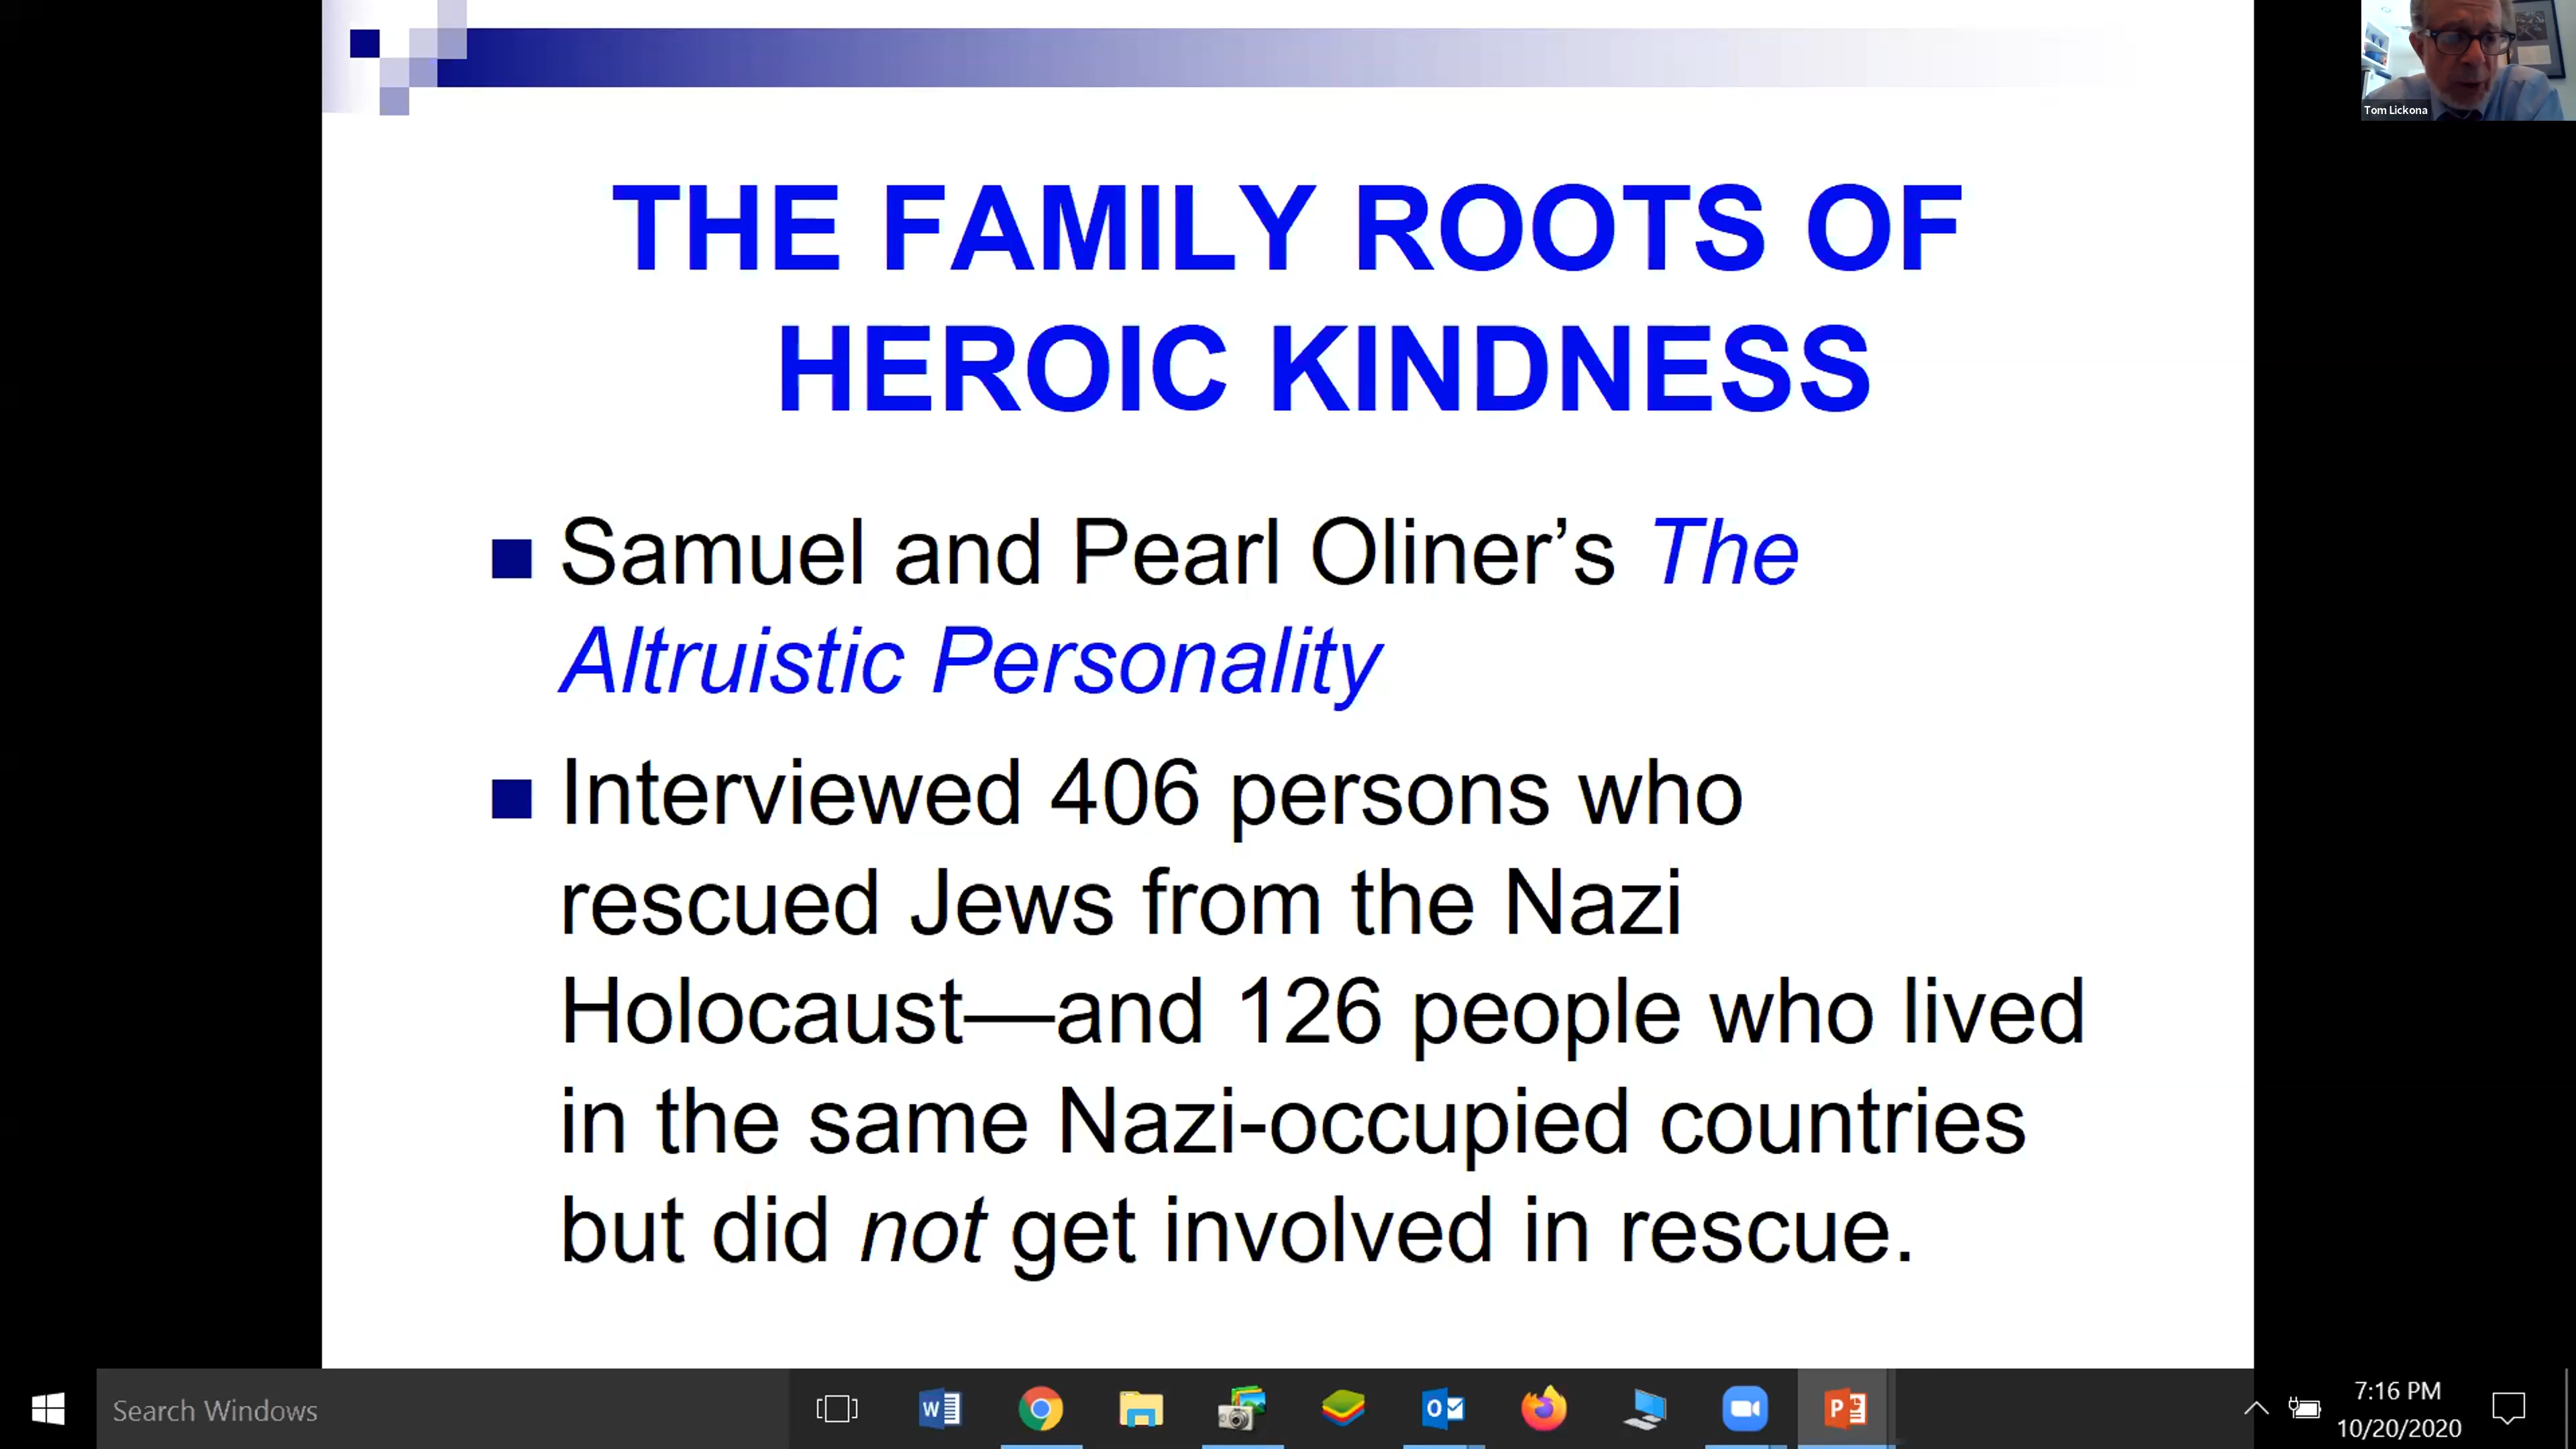 Tom Lickona
THE FAMILY ROOTS OF
HEROIC KINDNESS
Samuel and Pearl Oliner’s The
Altruistic Personality
Interviewed 406 persons who
rescued Jews from the Nazi
Holocaust—and 126 people who lived
in the same Nazi-occupied countries
but did not get involved in rescue.
Search Windows
7:16 PM
10/20/2020